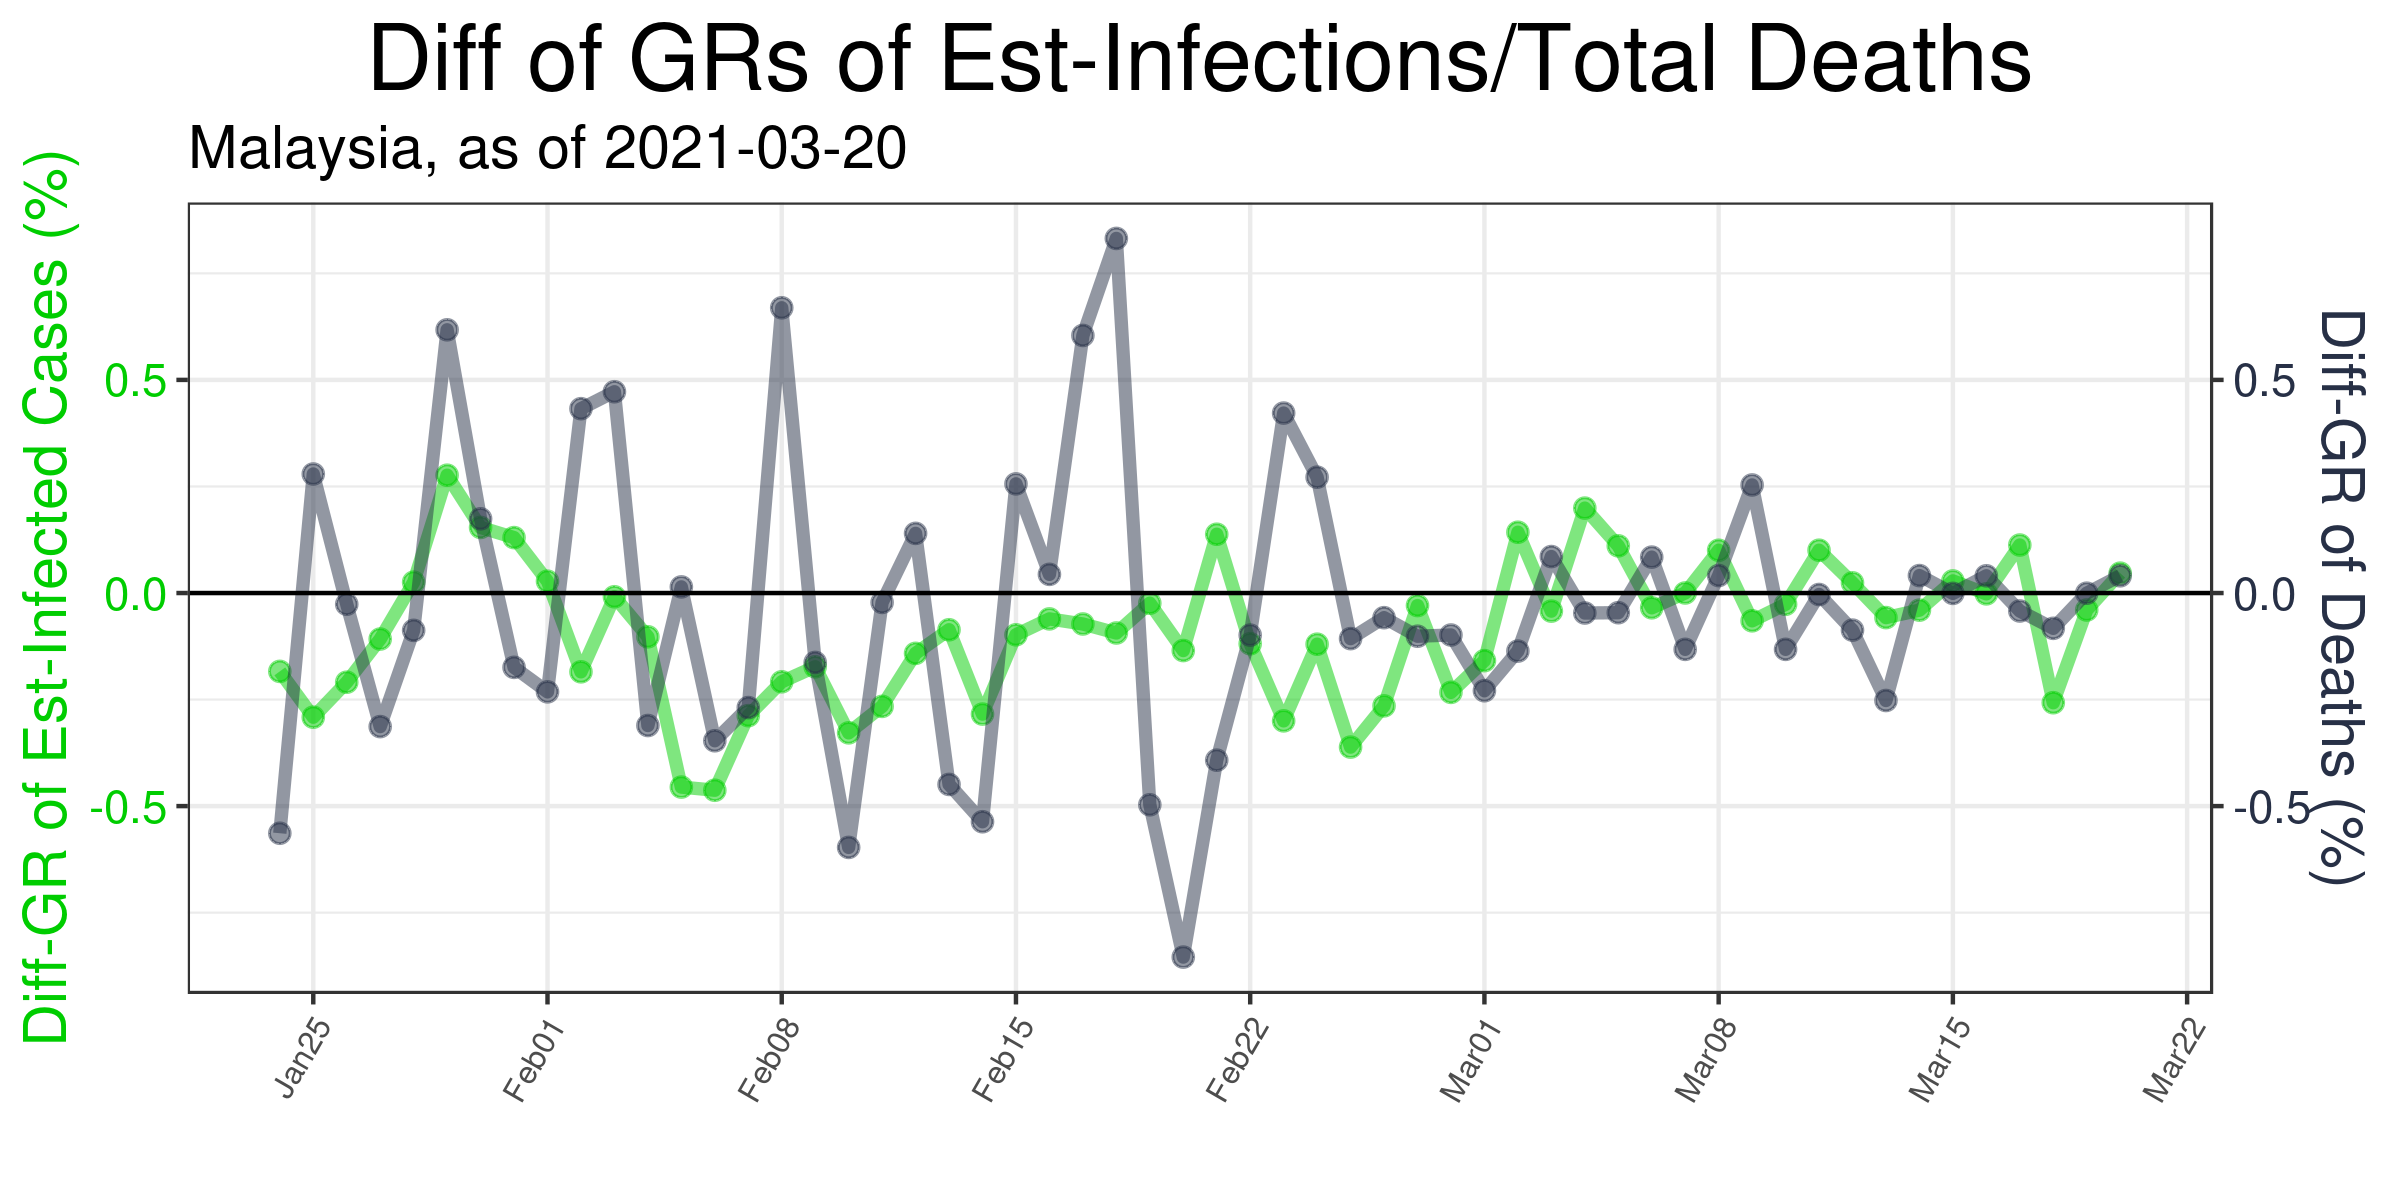 Diff of GRs of Est-Infections/Total Deaths
Malaysia, as of 2021-03-20
Diff-GR of Est-Infected Cases (%)
0.5
0.0
-0.5
0.5
0.0
-0.5
Diff-GR of Deaths (%)
Jan25
Feb01
Feb08
Feb15
Feb22
Mar01
Mar08
Mar15
Mar22